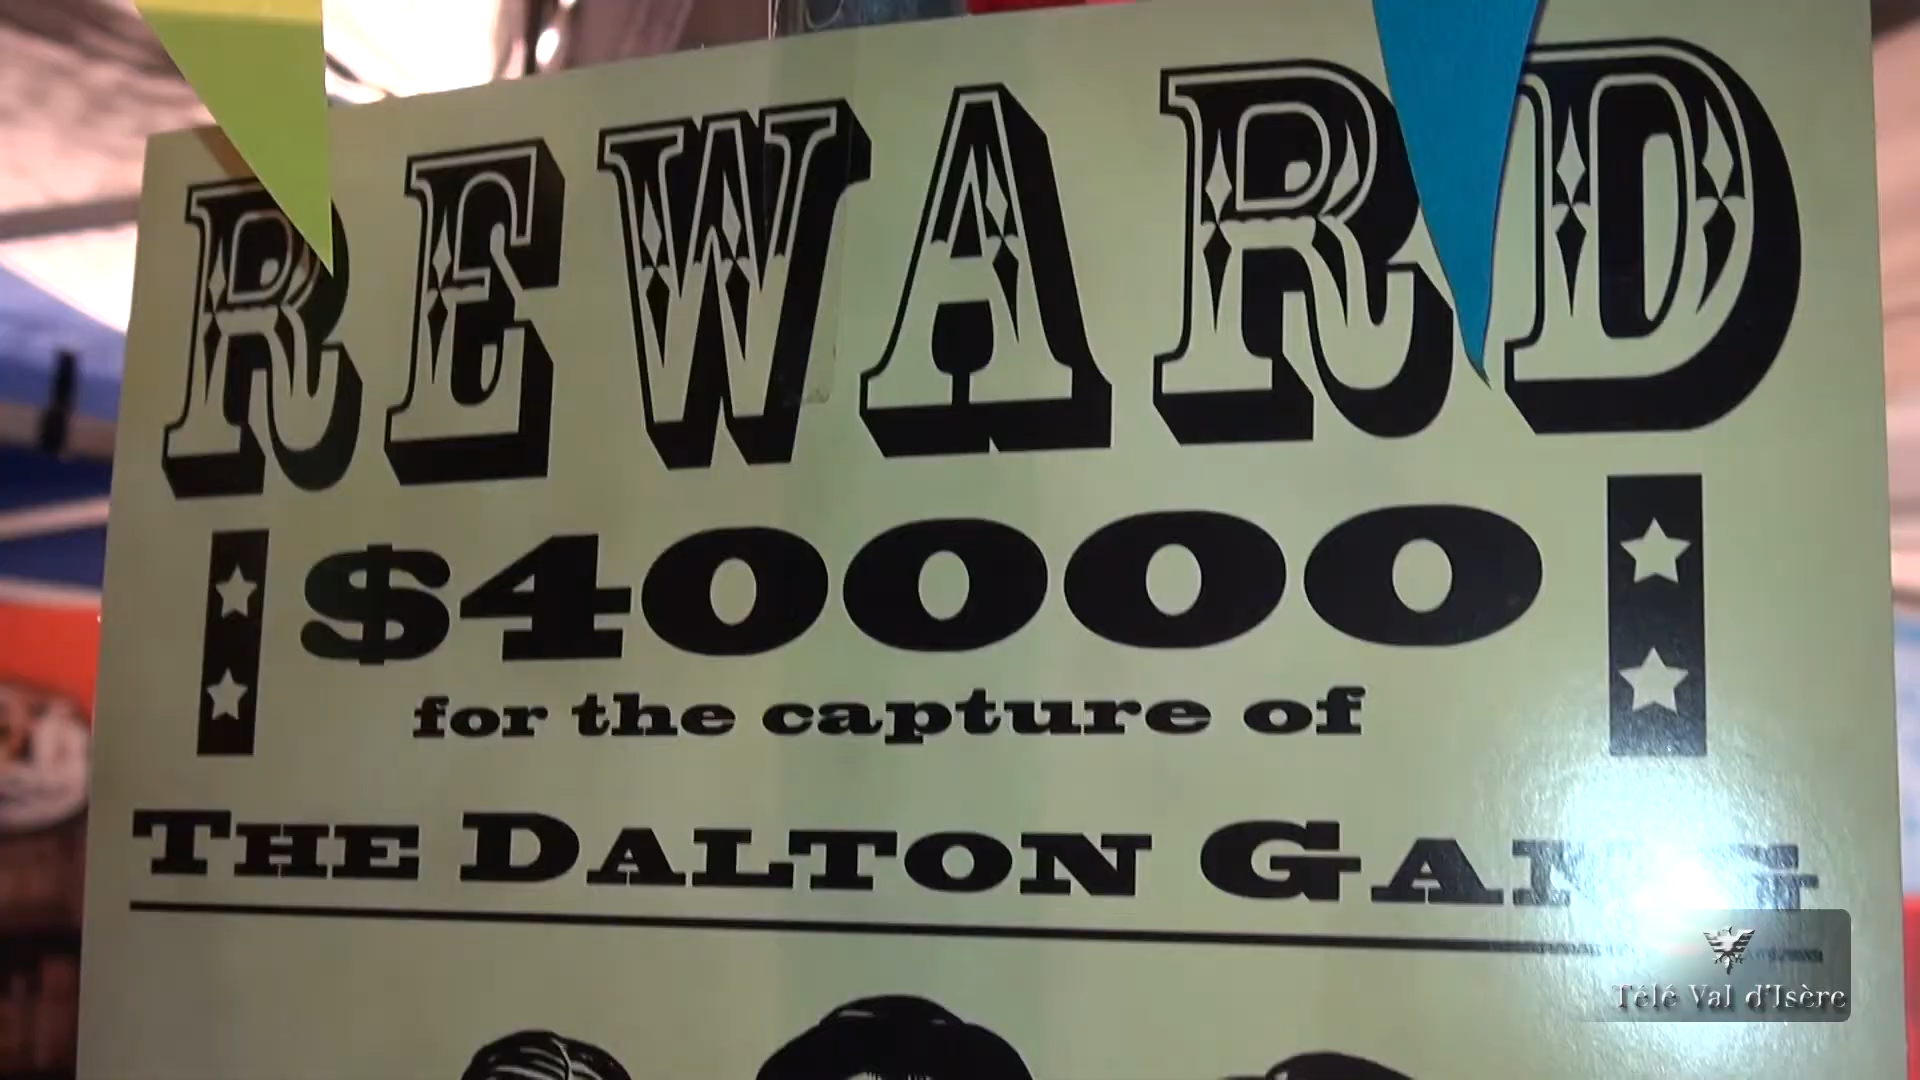 REWARD
$40000
for the capture of
THE DALTON GANG
Télé Val d'Isère